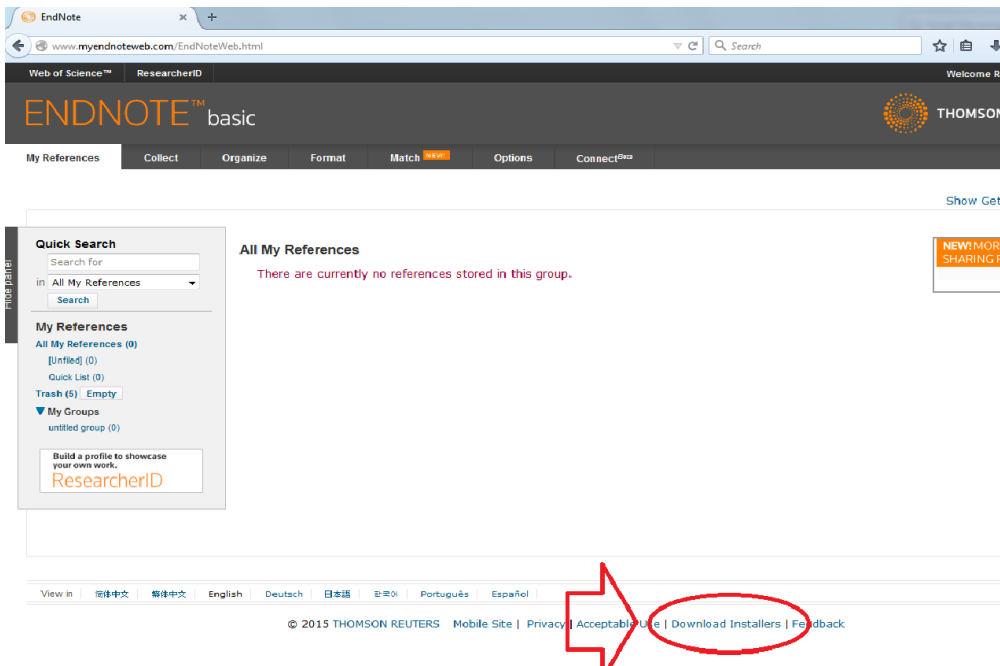 EndNote
www.myendnoteweb.com/EndNoteWeb.html
Search
Web of Science™ ResearcherID Welcome R
ENDNOTE™ basic
THOMSON
My References Collect Organize Format Match NEW! Options Connect Beta
Show Get
Hide panel
Quick Search
Search for
in All My References
Search
My References
All My References (0)
[Unfiled] (0)
Quick List (0)
Trash (5) Empty
My Groups
untitled group (0)
Build a profile to showcase
your own work.
ResearcherID
All My References
There are currently no references stored in this group.
NEW! MOR
SHARING F
View in 简体中文 繁体中文 English Deutsch 日本語 한국어 Português Español
© 2015 THOMSON REUTERS Mobile Site | Privacy | Acceptable Use | Download Installers | Feedback